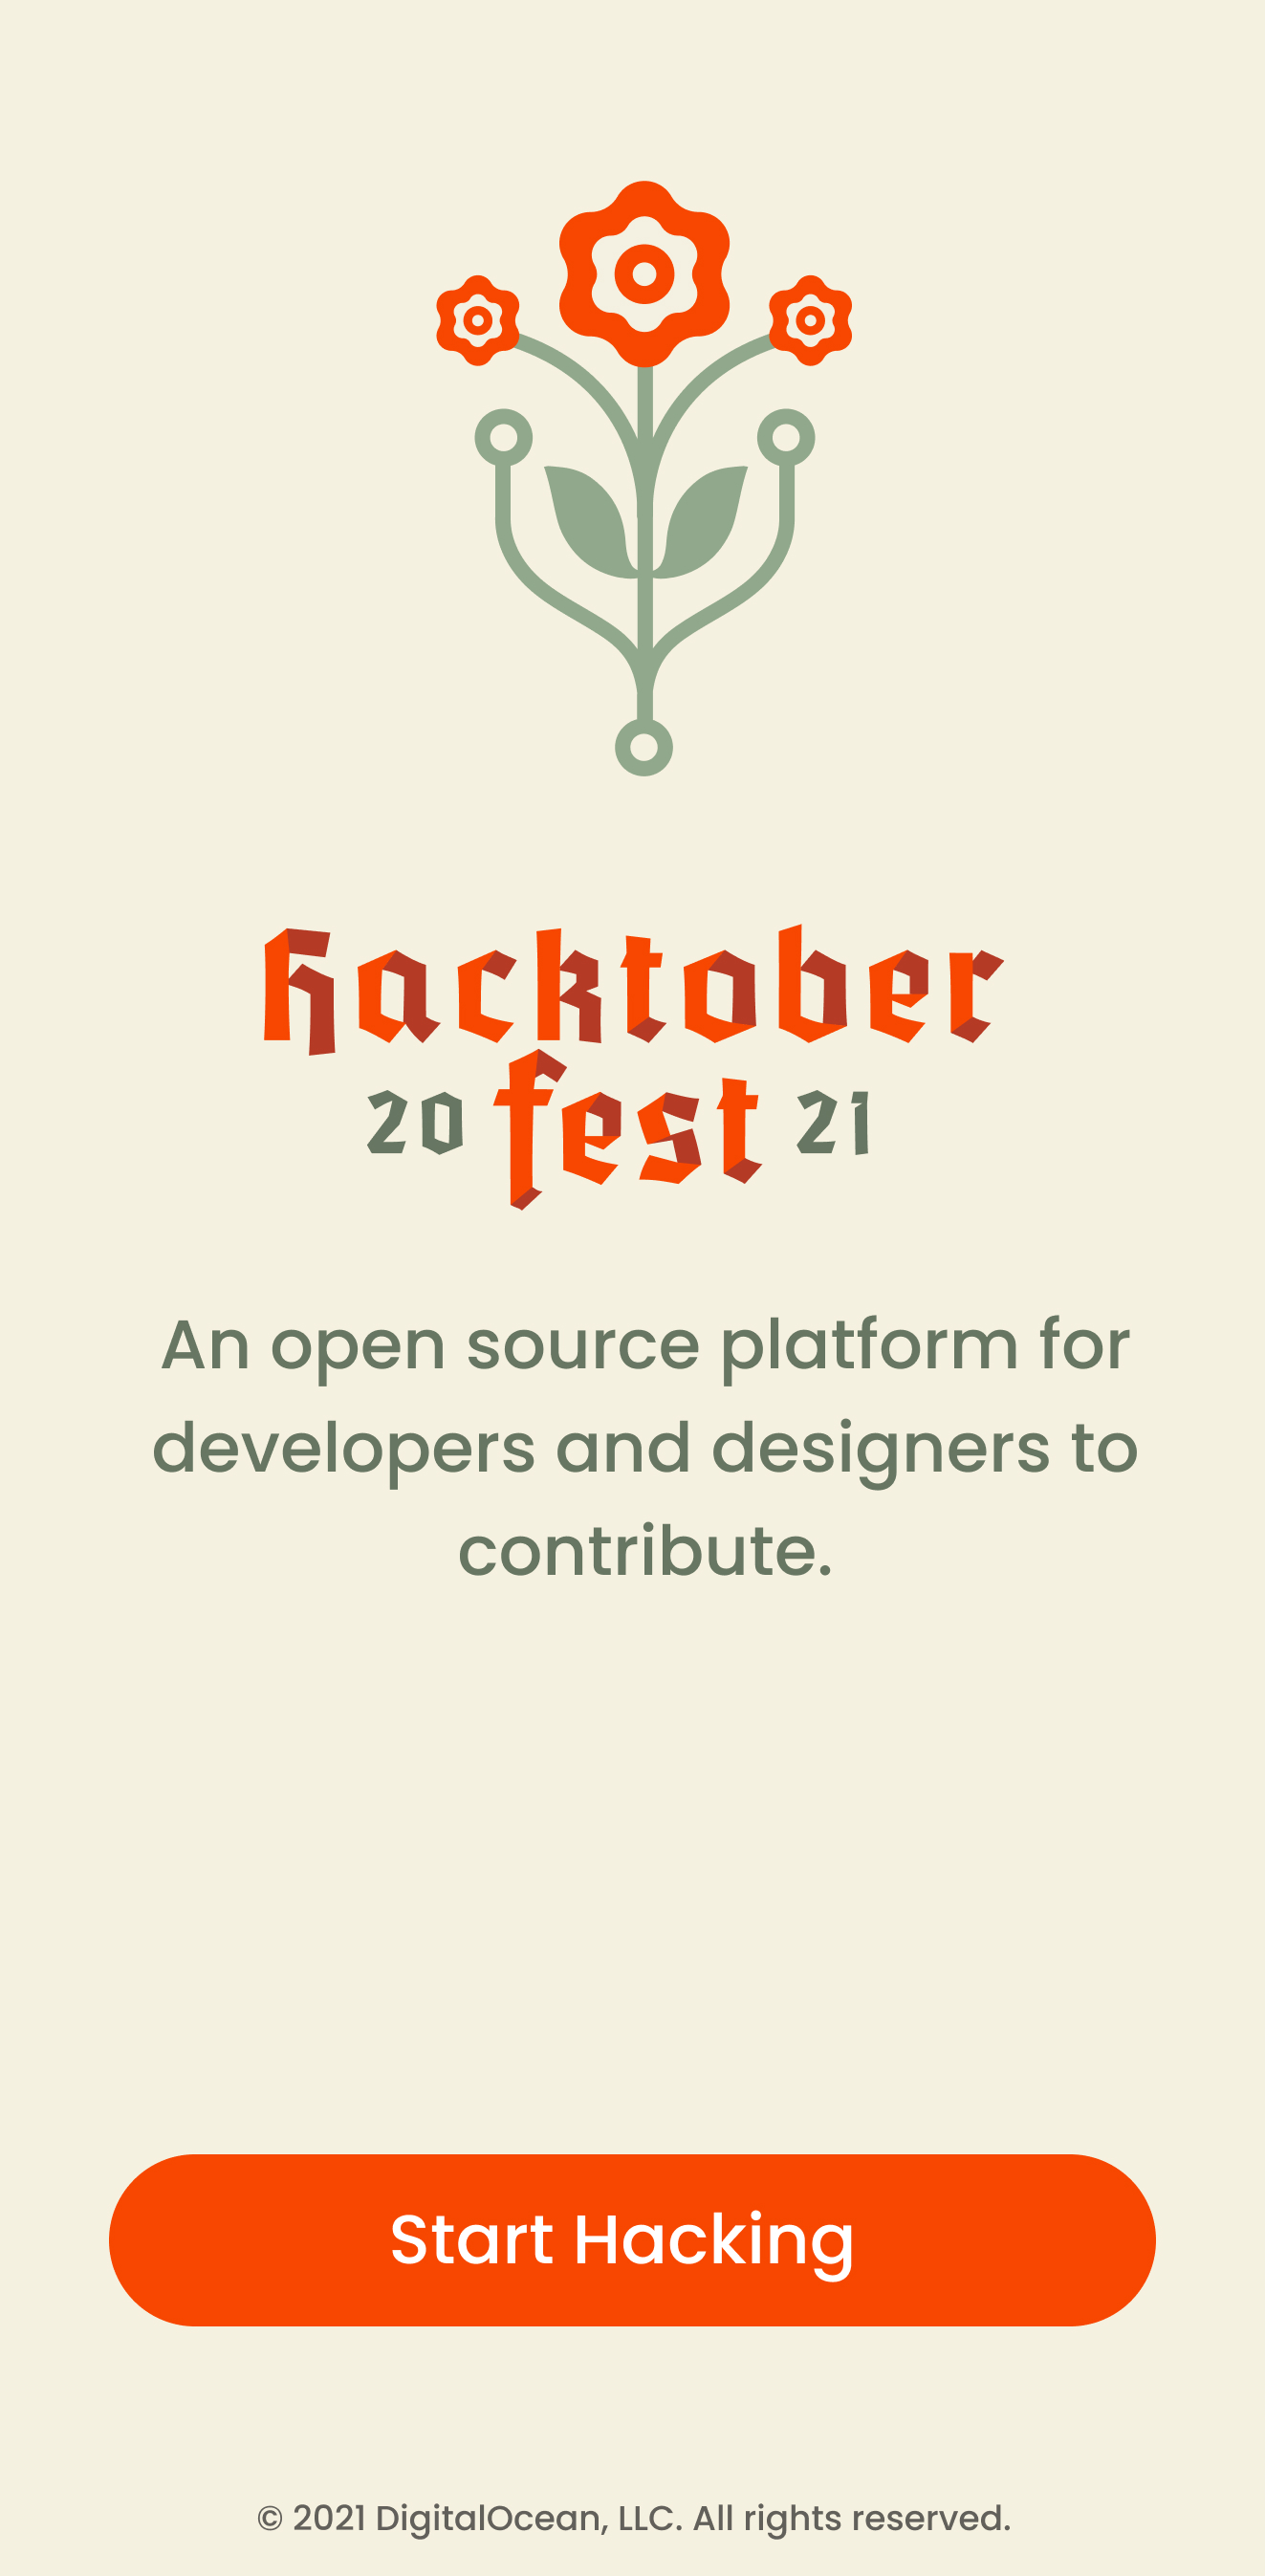 hacktober
20 fest 21
An open source platform for
developers and designers to
contribute.
Start Hacking
© 2021 DigitalOcean, LLC. All rights reserved.